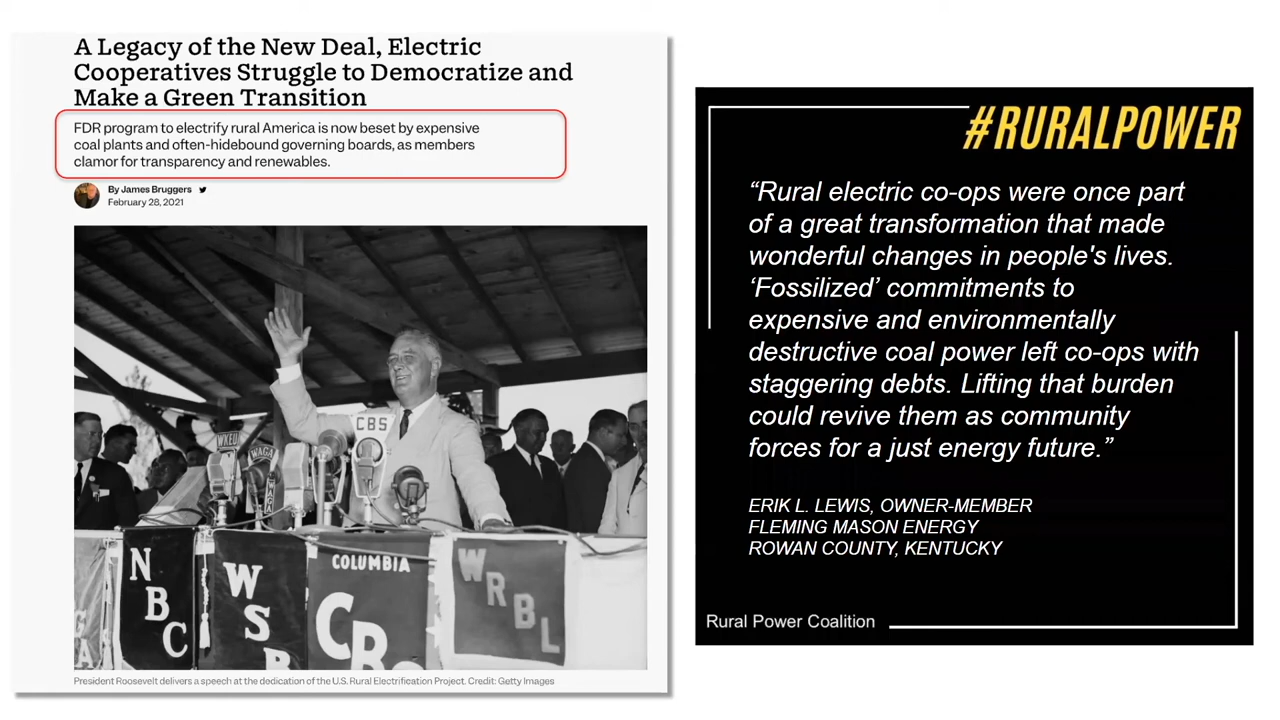 A Legacy of the New Deal, Electric
Cooperatives Struggle to Democratize and
Make a Green Transition
FDR program to electrify rural America is now beset by expensive
coal plants and often-hidebound governing boards, as members
clamor for transparency and renewables.
By James Bruggers
February 28, 2021
CBS
WKEU
WAGA
WAGA
NBC
WSB
COLUMBIA
CBS
WRBL
GA
President Roosevelt delivers a speech at the dedication of the U.S. Rural Electrification Project. Credit: Getty Images
#RURALPOWER
“Rural electric co-ops were once part
of a great transformation that made
wonderful changes in people's lives.
‘Fossilized’ commitments to
expensive and environmentally
destructive coal power left co-ops with
staggering debts. Lifting that burden
could revive them as community
forces for a just energy future.”
ERIK L. LEWIS, OWNER-MEMBER
FLEMING MASON ENERGY
ROWAN COUNTY, KENTUCKY
Rural Power Coalition